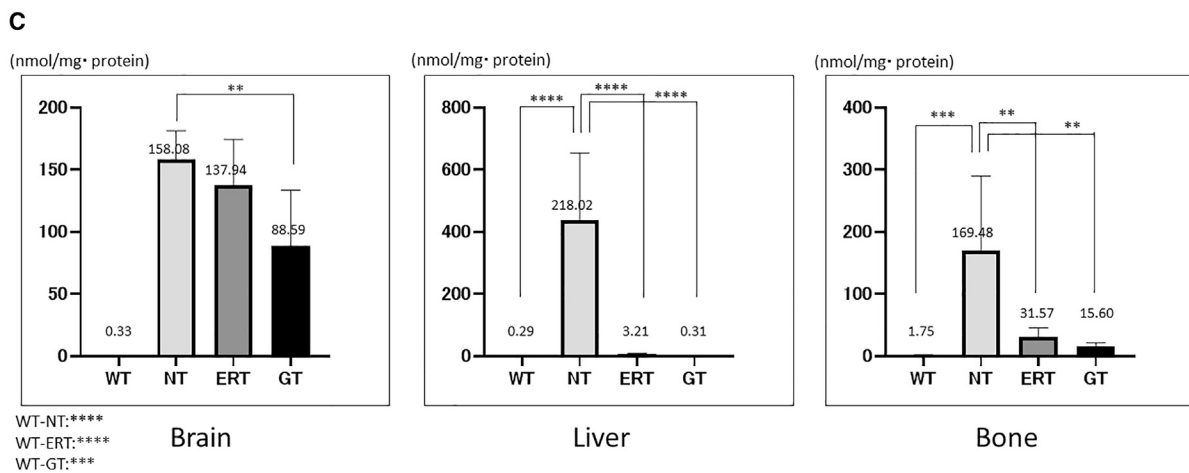 C
(nmol/mg• protein)
**
200
150
100
50
0
0.33
158.08
137.94
88.59
WT NT ERT GT
WT-NT:****
WT-ERT:****
WT-GT:***
Brain
(nmol/mg• protein)
****
****
****
800
600
400
200
0
0.29
218.02
3.21
0.31
WT NT ERT GT
Liver
(nmol/mg• protein)
***
**
**
400
300
200
100
0
1.75
169.48
31.57
15.60
WT NT ERT GT
Bone